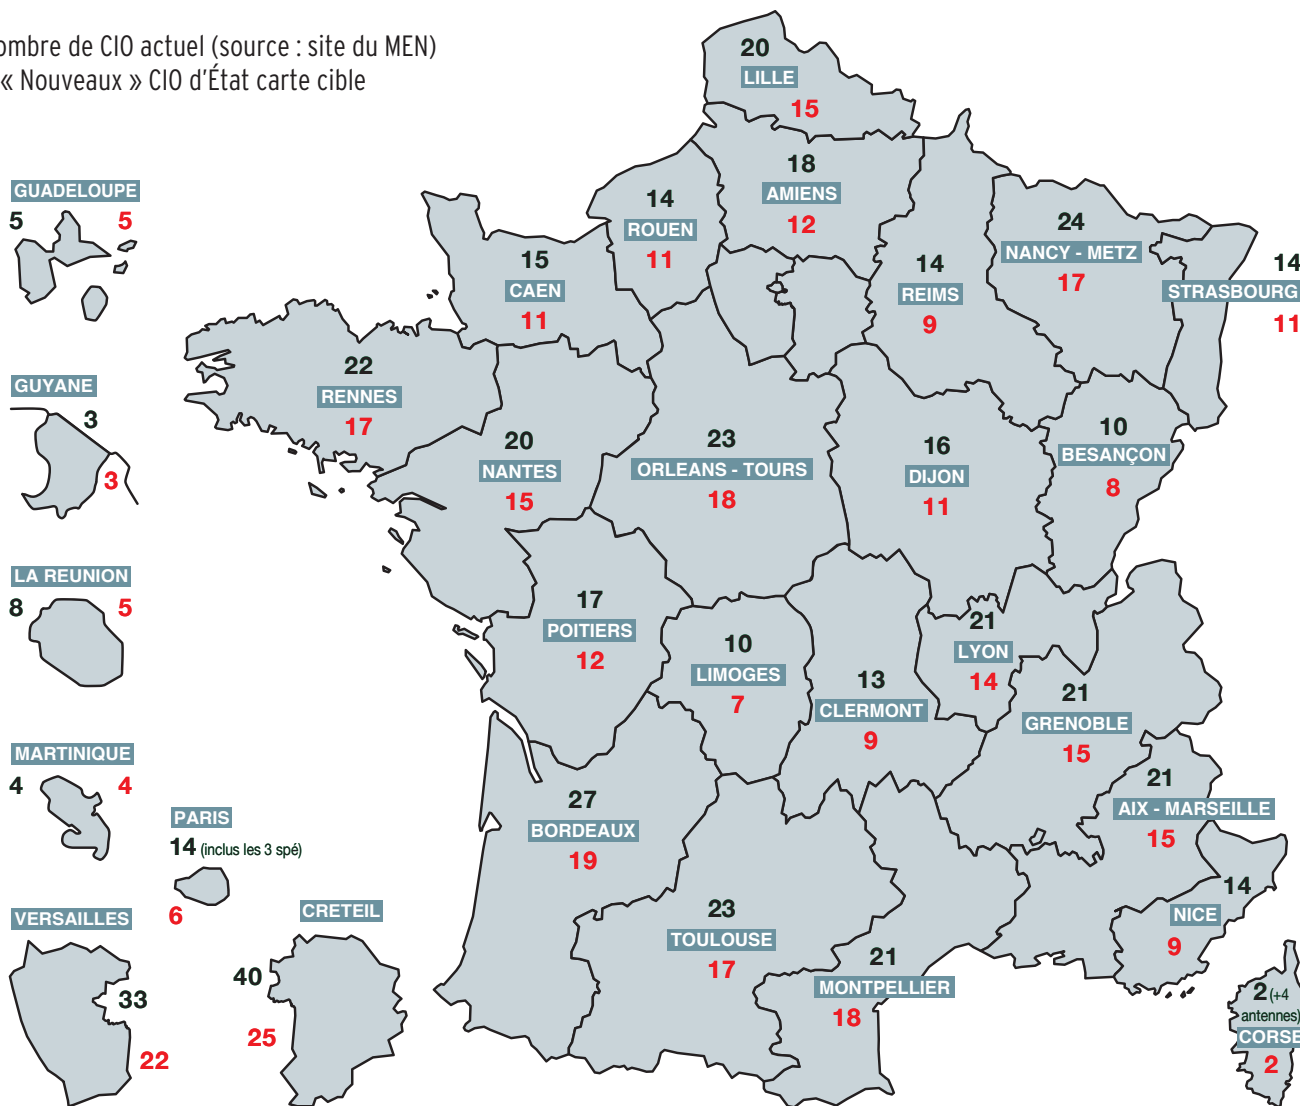 ombre de CIO actuel (source : site du MEN)
« Nouveaux » CIO d’État carte cible
20
LILLE
15
18
AMIENS
12
14
ROUEN
11
15
CAEN
11
14
REIMS
9
24
NANCY - METZ
17
14
STRASBOURG
11
22
RENNES
17
20
NANTES
15
23
ORLEANS - TOURS
18
16
DIJON
11
10
BESANÇON
8
17
POITIERS
12
10
LIMOGES
7
13
CLERMONT
9
21
LYON
14
21
GRENOBLE
15
21
AIX - MARSEILLE
15
14
NICE
9
27
BORDEAUX
19
23
TOULOUSE
17
21
MONTPELLIER
18
2 (+4
antennes)
CORSE
2
GUADELOUPE
5 5
GUYANE
3
3
LA REUNION
8 5
MARTINIQUE
4 4
PARIS
14 (inclus les 3 spé)
6
VERSAILLES
33
22
CRETEIL
40
25